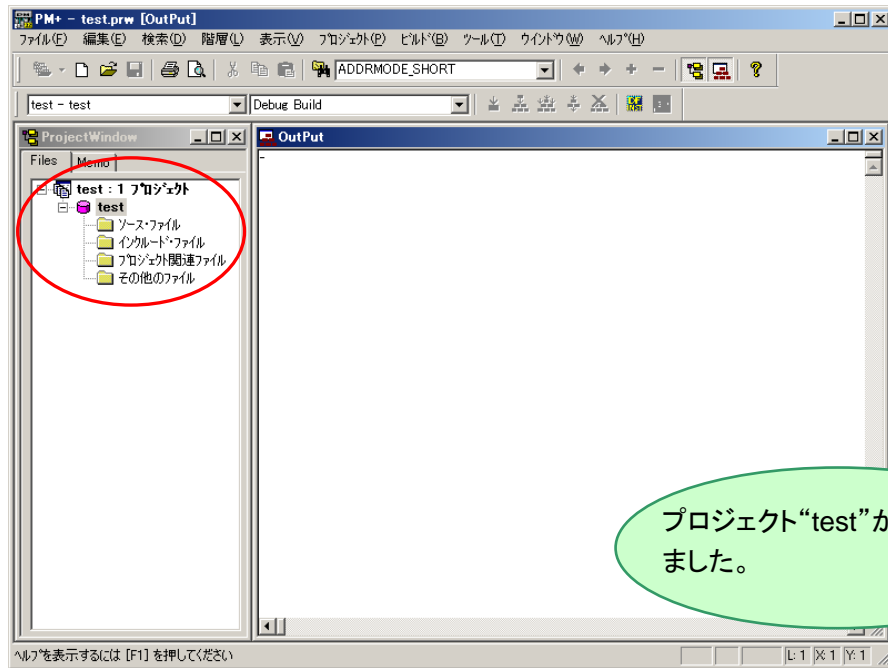 PM+ - test.prw [OutPut]
ﾌｧｲﾙ(F) 編集(E) 検索(D) 階層(L) 表示(V) ﾌﾟﾛｼﾞｪｸﾄ(P) ﾋﾞﾙﾄﾞ(B) ﾂｰﾙ(T) ｳｲﾝﾄﾞｳ(W) ﾍﾙﾌﾟ(H)
ADDRMODE_SHORT
test - test Debug Build
ProjectWindow
Files Memo
test : 1 ﾌﾟﾛｼﾞｪｸﾄ
test
ｿｰｽ･ﾌｧｲﾙ
ｲﾝｸﾙｰﾄﾞ･ﾌｧｲﾙ
ﾌﾟﾛｼﾞｪｸﾄ関連ﾌｧｲﾙ
その他のﾌｧｲﾙ
OutPut
プロジェクト“test”が
ました。
ﾍﾙﾌﾟを表示するには [F1] を押してください
L: 1 X: 1 Y: 1